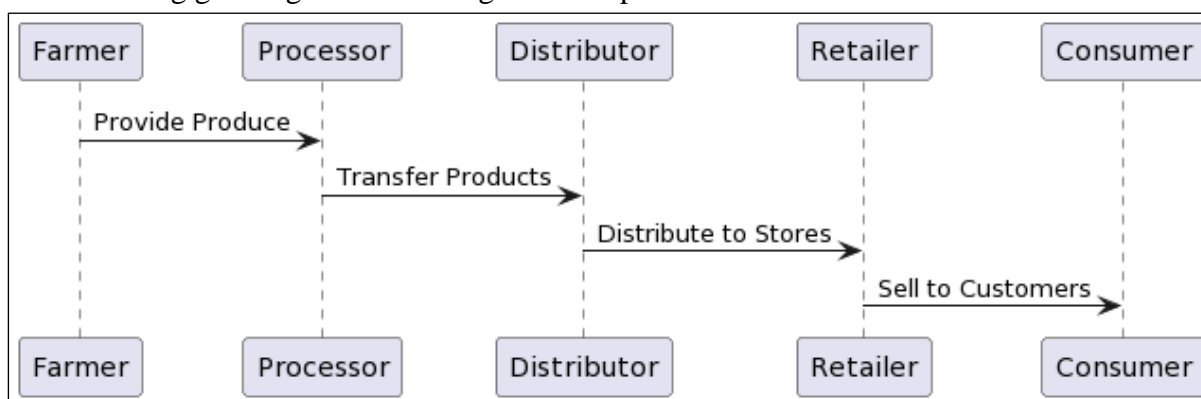 Farmer Processor Distributor Retailer Consumer
Provide Produce
Transfer Products
Distribute to Stores
Sell to Customers
Farmer Processor Distributor Retailer Consumer